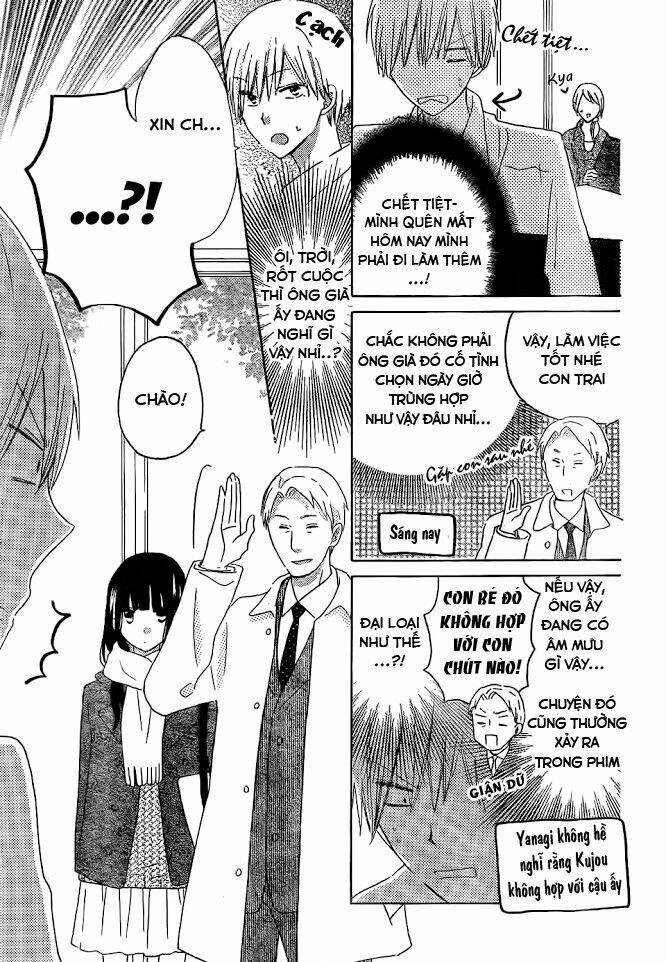 Chết tiệt...
Kya
CHẾT TIỆT-
MÌNH QUÊN MẤT
HÔM NAY MÌNH
PHẢI ĐI LÀM THÊM
...!
VẬY, LÀM VIỆC
TỐT NHÉ
CON TRAI
CHẮC KHÔNG PHẢI
ÔNG GIÀ ĐÓ CỐ TÌNH
CHỌN NGÀY GIỜ
TRÙNG HỢP
NHƯ VẬY ĐÂU NHỈ...
Gặp con sau nhé
Sáng nay
NẾU VẬY,
ÔNG ẤY
ĐANG CÓ
ÂM MƯU
GÌ VẬY...
CHUYỆN ĐÓ
CŨNG THƯỜNG
XẢY RA
TRONG PHIM
CON BÉ ĐÓ
KHÔNG HỢP
VỚI CON
CHÚT NÀO!
GIẬN DỮ
ĐẠI LOẠI
NHƯ THẾ
...?!
Yanagi không hề
nghĩ rằng Kujou
không hợp với cậu ấy
Cạch
ÔI, TRỜI,
RỐT CUỘC
THÌ ÔNG GIÀ
ẤY ĐANG
NGHĨ GÌ
VẬY NHỈ..?
XIN CH...
....?!
CHÀO!